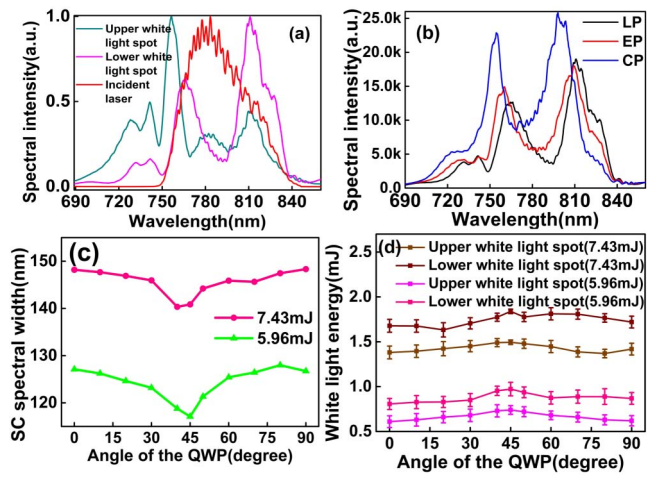 (a)
Spectral intensity(a.u.)
1.0
0.5
0.0
Upper white
light spot
Lower white
light spot
Incident
laser
690 720 750 780 810 840
Wavelength(nm)
(b)
Spectral intensity(a.u.)
25.0k
20.0k
15.0k
10.0k
5.0k
0.0
LP
EP
CP
690 720 750 780 810 840
Wavelength(nm)
(c)
SC spectral width(nm)
150
140
130
120
7.43mJ
5.96mJ
0 15 30 45 60 75 90
Angle of the QWP(degree)
(d)
White light energy(mJ)
2.5
2.0
1.5
1.0
0.5
Upper white light spot(7.43mJ)
Lower white light spot(7.43mJ)
Upper white light spot(5.96mJ)
Lower white light spot(5.96mJ)
0 15 30 45 60 75 90
Angle of the QWP(degree)